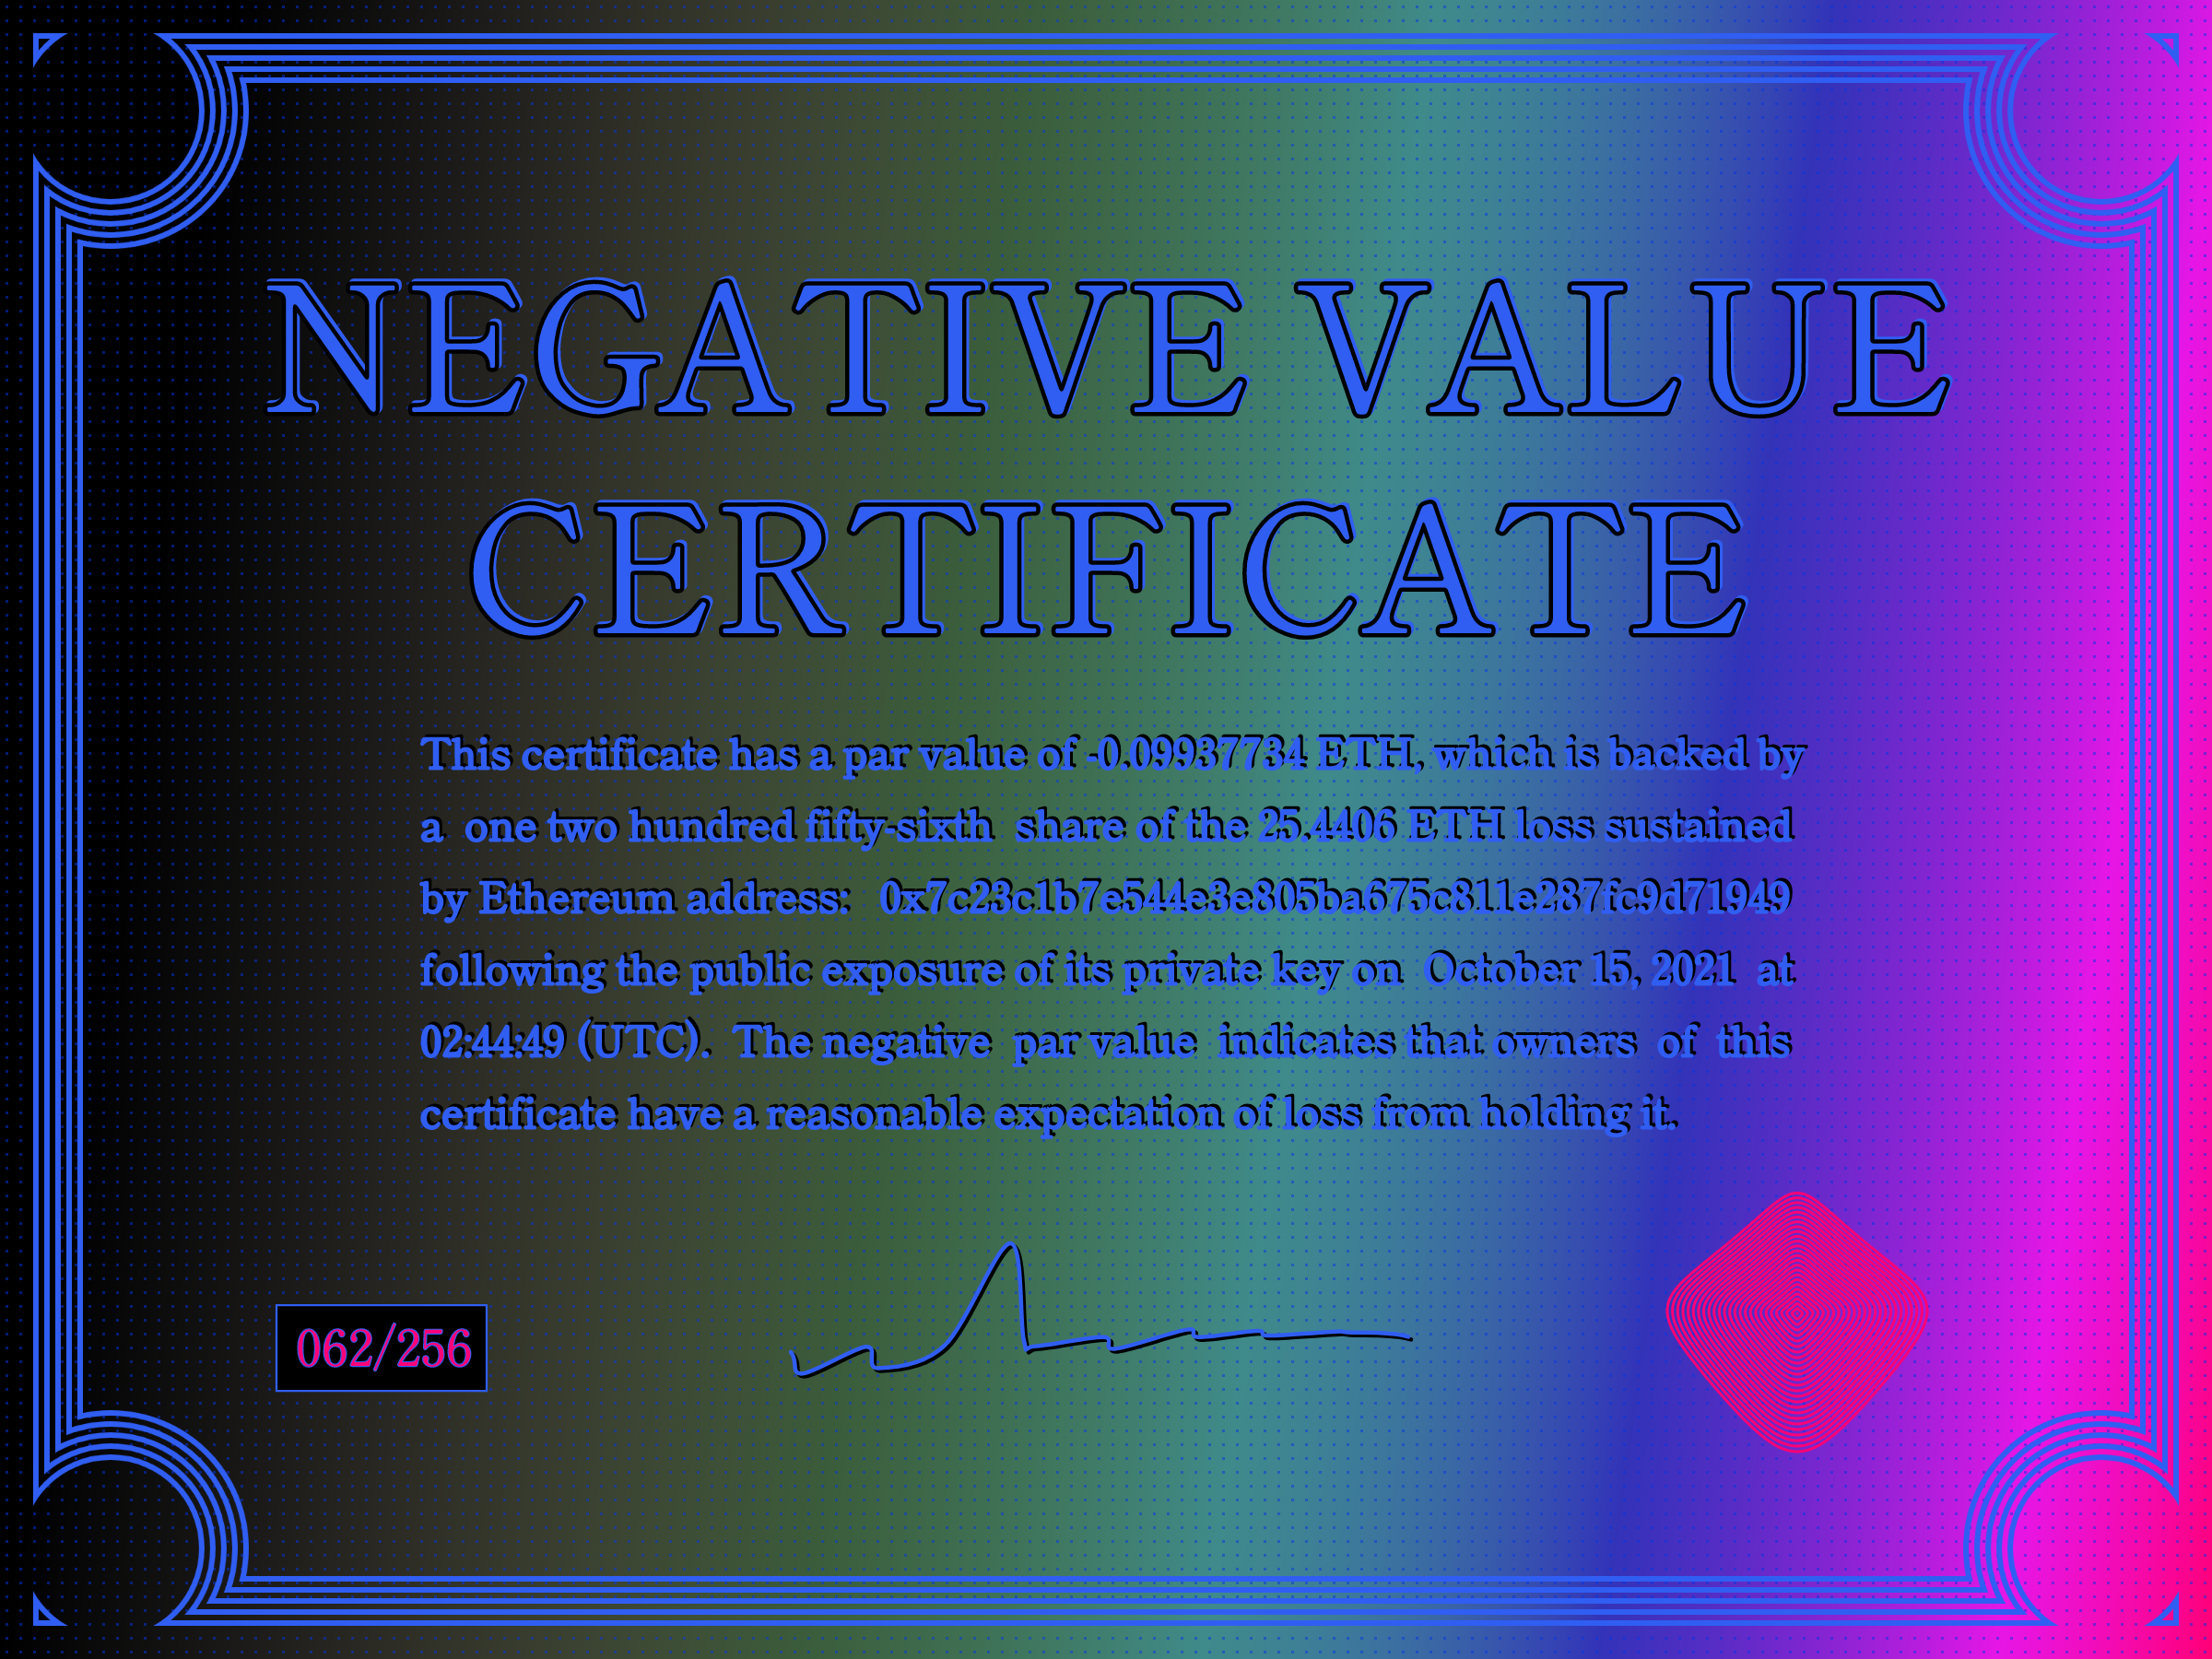 NEGATIVE VALUE
CERTIFICATE
This certificate has a par value of -0.09937734 ETH, which is backed by
a one two hundred fifty-sixth share of the 25.4406 ETH loss sustained
by Ethereum address: 0x7c23c1b7e544e3e805ba675c811e287fc9d71949
following the public exposure of its private key on October 15, 2021 at
02:44:49 (UTC). The negative par value indicates that owners of this
certificate have a reasonable expectation of loss from holding it.
062/256